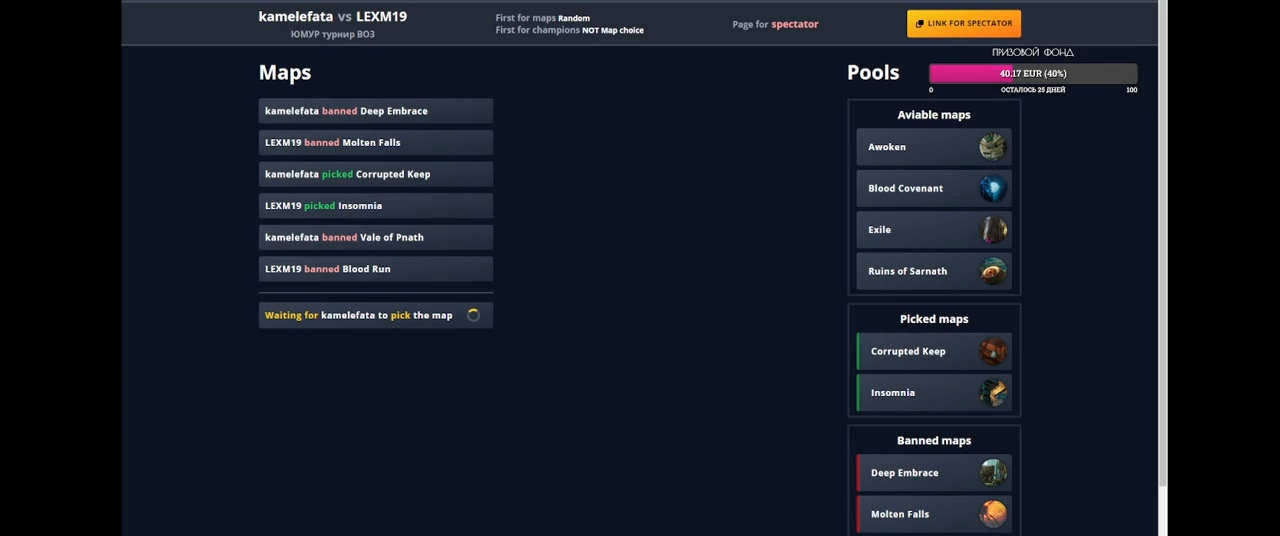 kamelefata vs LEXM19
ЮМУР турнир ВО3
First for maps Random
First for champions NOT Map choice
Page for spectator
LINK FOR SPECTATOR
ПРИЗОВОЙ ФОНД
40.17 EUR (40%)
0 ОСТАЛОСЬ 25 ДНЕЙ 100
Maps
kamelefata banned Deep Embrace
LEXM19 banned Molten Falls
kamelefata picked Corrupted Keep
LEXM19 picked Insomnia
kamelefata banned Vale of Pnath
LEXM19 banned Blood Run
Waiting for kamelefata to pick the map
Pools
Aviable maps
Awoken
Blood Covenant
Exile
Ruins of Sarnath
Picked maps
Corrupted Keep
Insomnia
Banned maps
Deep Embrace
Molten Falls